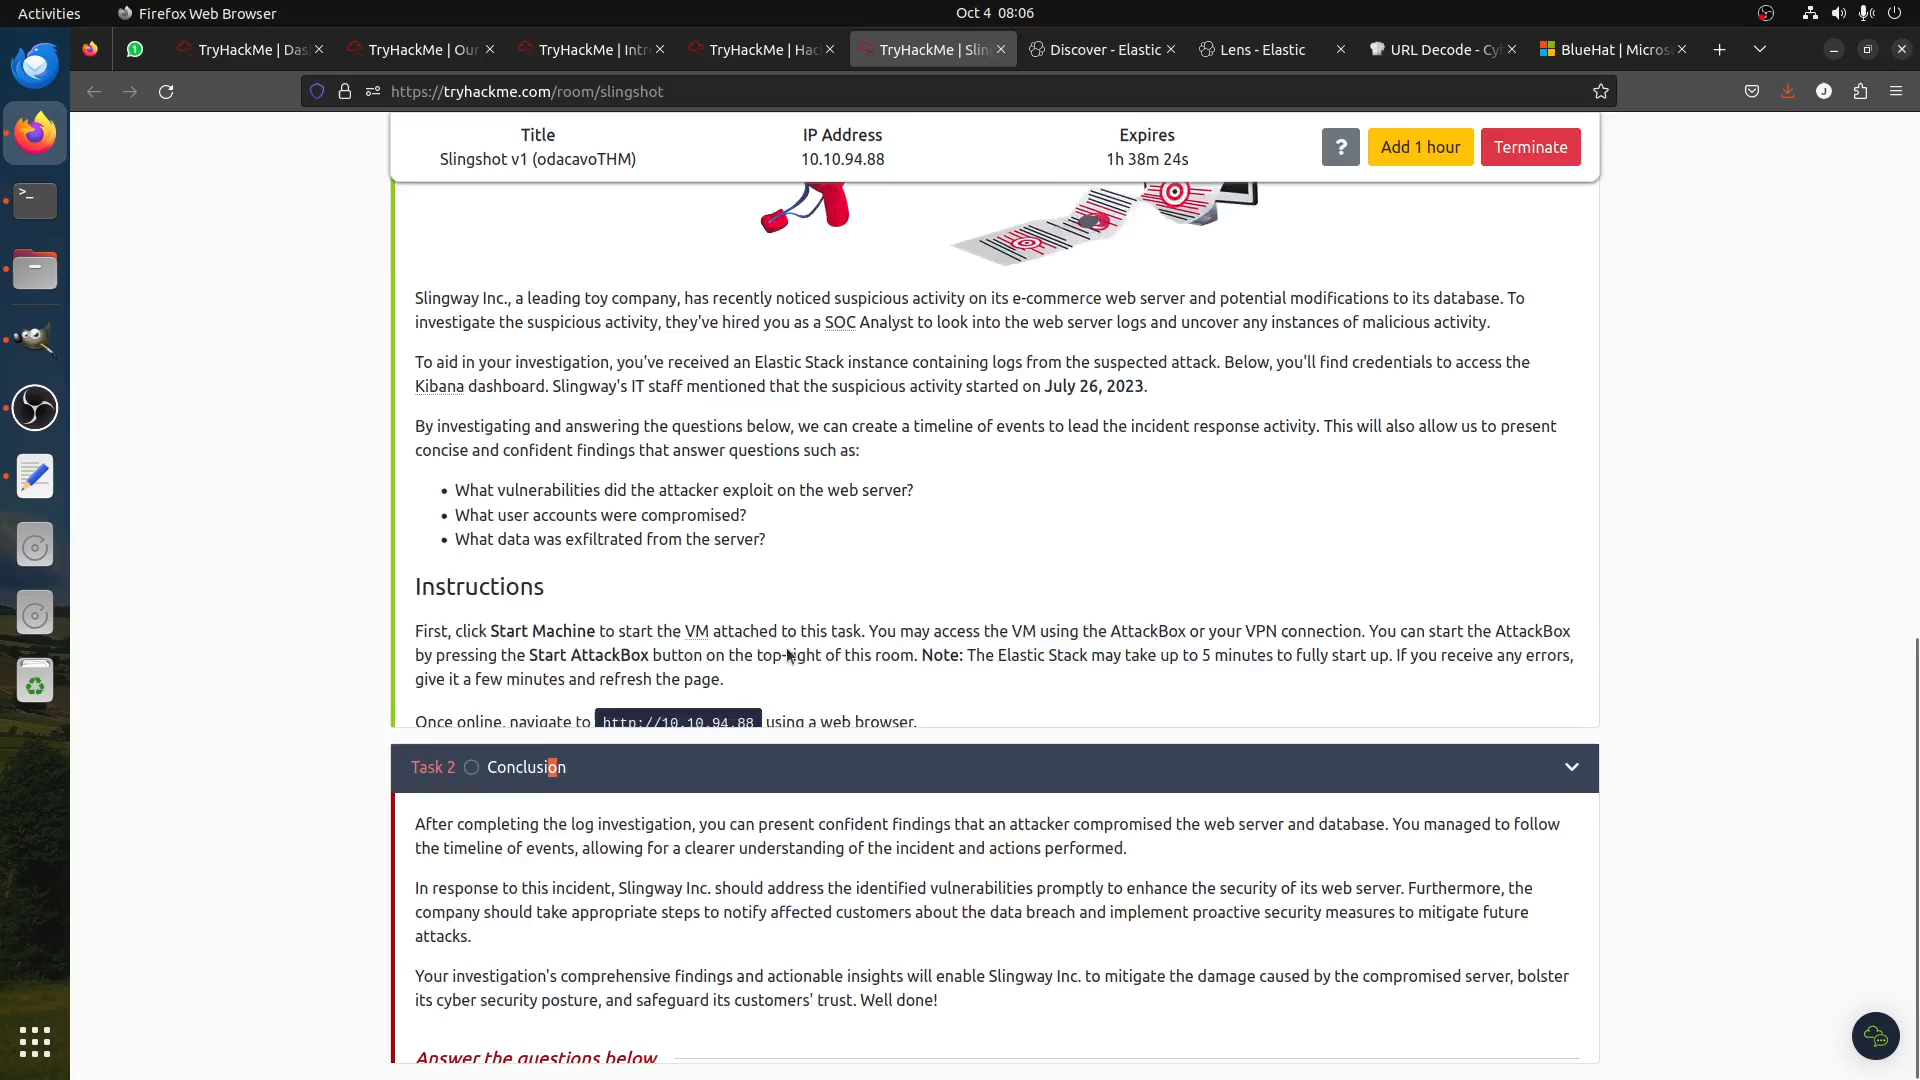 Activities Firefox Web Browser Oct 4 08:06
TryHackMe | Das TryHackMe | Our TryHackMe | Intr TryHackMe | Hac TryHackMe | Sling Discover - Elastic Lens - Elastic URL Decode - Cy BlueHat | Micros
https://tryhackme.com/room/slingshot
Title IP Address Expires
Slingshot v1 (odacavoTHM) 10.10.94.88 1h 38m 24s ? Add 1 hour Terminate
Slingway Inc., a leading toy company, has recently noticed suspicious activity on its e-commerce web server and potential modifications to its database. To
investigate the suspicious activity, they've hired you as a SOC Analyst to look into the web server logs and uncover any instances of malicious activity.
To aid in your investigation, you've received an Elastic Stack instance containing logs from the suspected attack. Below, you'll find credentials to access the
Kibana dashboard. Slingway's IT staff mentioned that the suspicious activity started on July 26, 2023.
By investigating and answering the questions below, we can create a timeline of events to lead the incident response activity. This will also allow us to present
concise and confident findings that answer questions such as:
• What vulnerabilities did the attacker exploit on the web server?
• What user accounts were compromised?
• What data was exfiltrated from the server?
Instructions
First, click Start Machine to start the VM attached to this task. You may access the VM using the AttackBox or your VPN connection. You can start the AttackBox
by pressing the Start AttackBox button on the top-right of this room. Note: The Elastic Stack may take up to 5 minutes to fully start up. If you receive any errors,
give it a few minutes and refresh the page.
Once online, navigate to http://10.10.94.88 using a web browser.
Task 2 Conclusion
After completing the log investigation, you can present confident findings that an attacker compromised the web server and database. You managed to follow
the timeline of events, allowing for a clearer understanding of the incident and actions performed.
In response to this incident, Slingway Inc. should address the identified vulnerabilities promptly to enhance the security of its web server. Furthermore, the
company should take appropriate steps to notify affected customers about the data breach and implement proactive security measures to mitigate future
attacks.
Your investigation's comprehensive findings and actionable insights will enable Slingway Inc. to mitigate the damage caused by the compromised server, bolster
its cyber security posture, and safeguard its customers' trust. Well done!
Answer the questions below